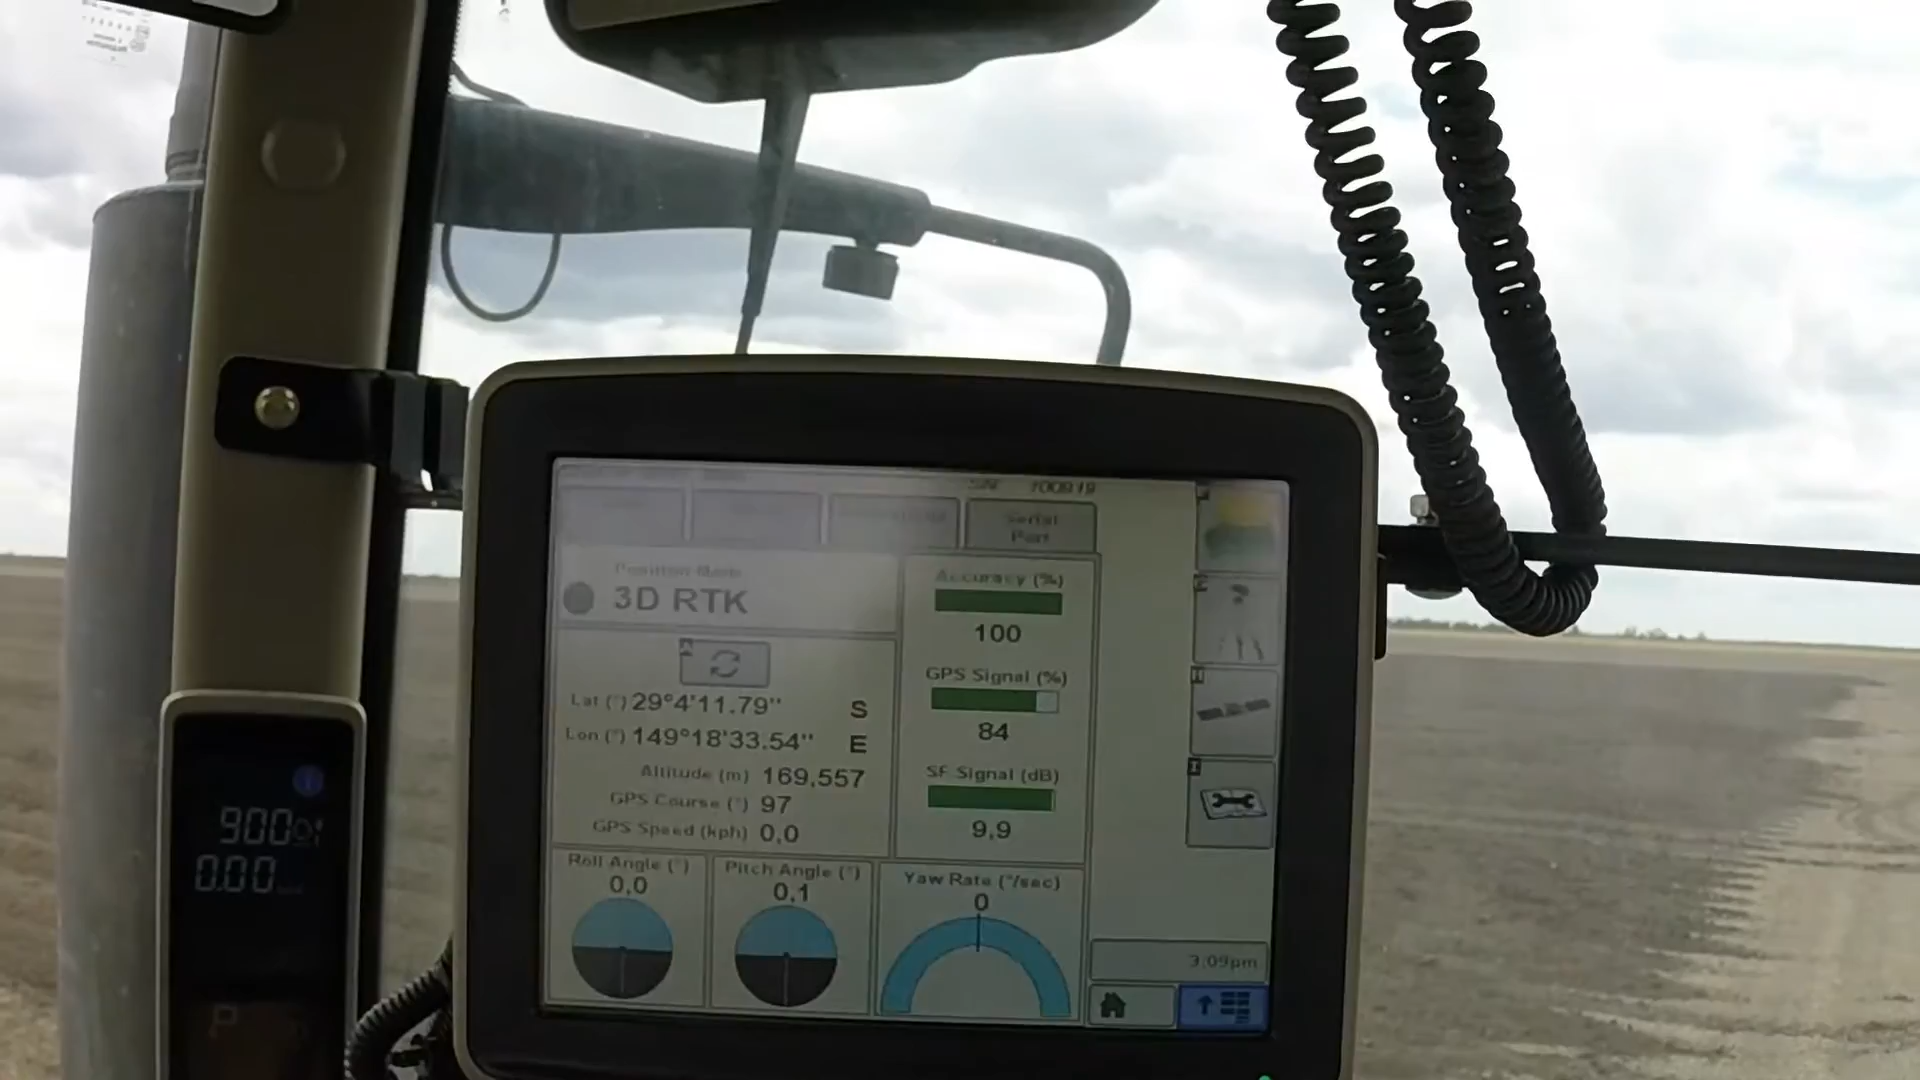 Serial
Port
Position Mode
3D RTK
Accuracy (%)
100
GPS Signal (%)
84
SF Signal (dB)
9,9
Lat (°) 29°4'11.79" S
Lon (°) 149°18'33.54" E
Altitude (m) 169,557
GPS Course (°) 97
GPS Speed (kph) 0,0
Roll Angle (°)
0,0
Pitch Angle (°)
0,1
Yaw Rate (°/sec)
0
3:09pm
900
0.00
P